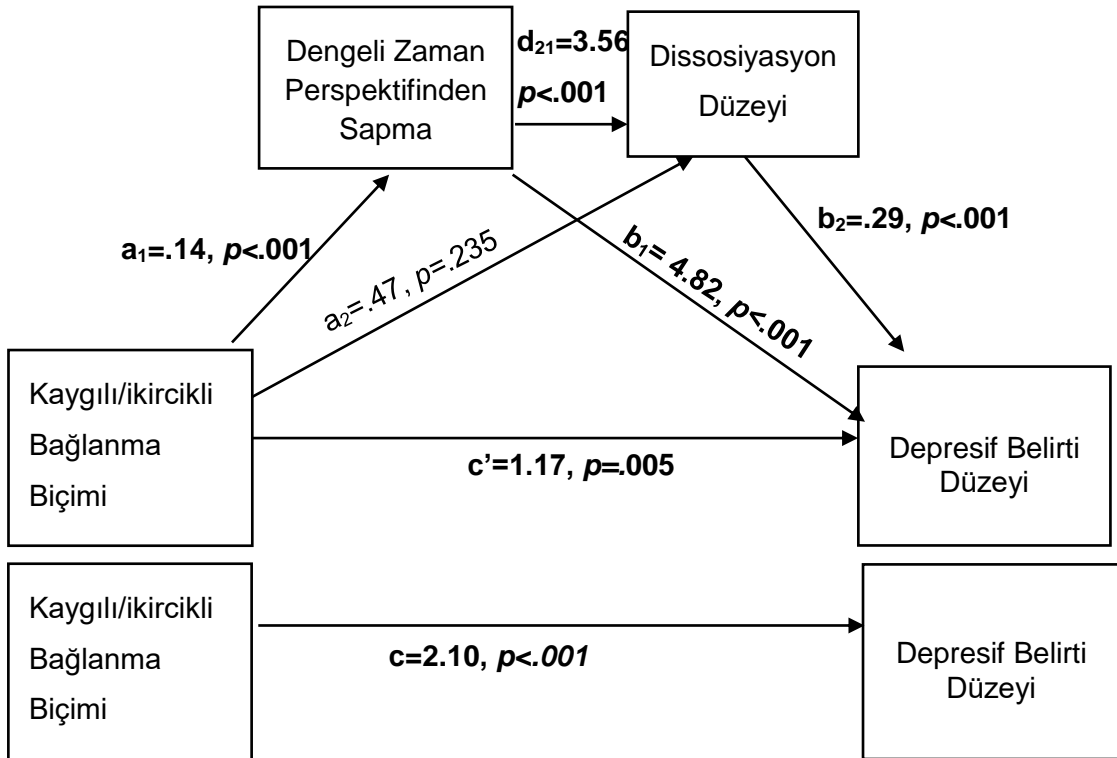 Dengeli Zaman
Perspektifinden
Sapma
d21=3.56
p<.001
Dissosiyasyon
Düzeyi
a1=.14, p<.001
a2=.47, p=.235
b1= 4.82, p<.001
b2=.29, p<.001
Kaygılı/ikircikli
Bağlanma
Biçimi
c’=1.17, p=.005
Depresif Belirti
Düzeyi
Kaygılı/ikircikli
Bağlanma
Biçimi
c=2.10, p<.001
Depresif Belirti
Düzeyi